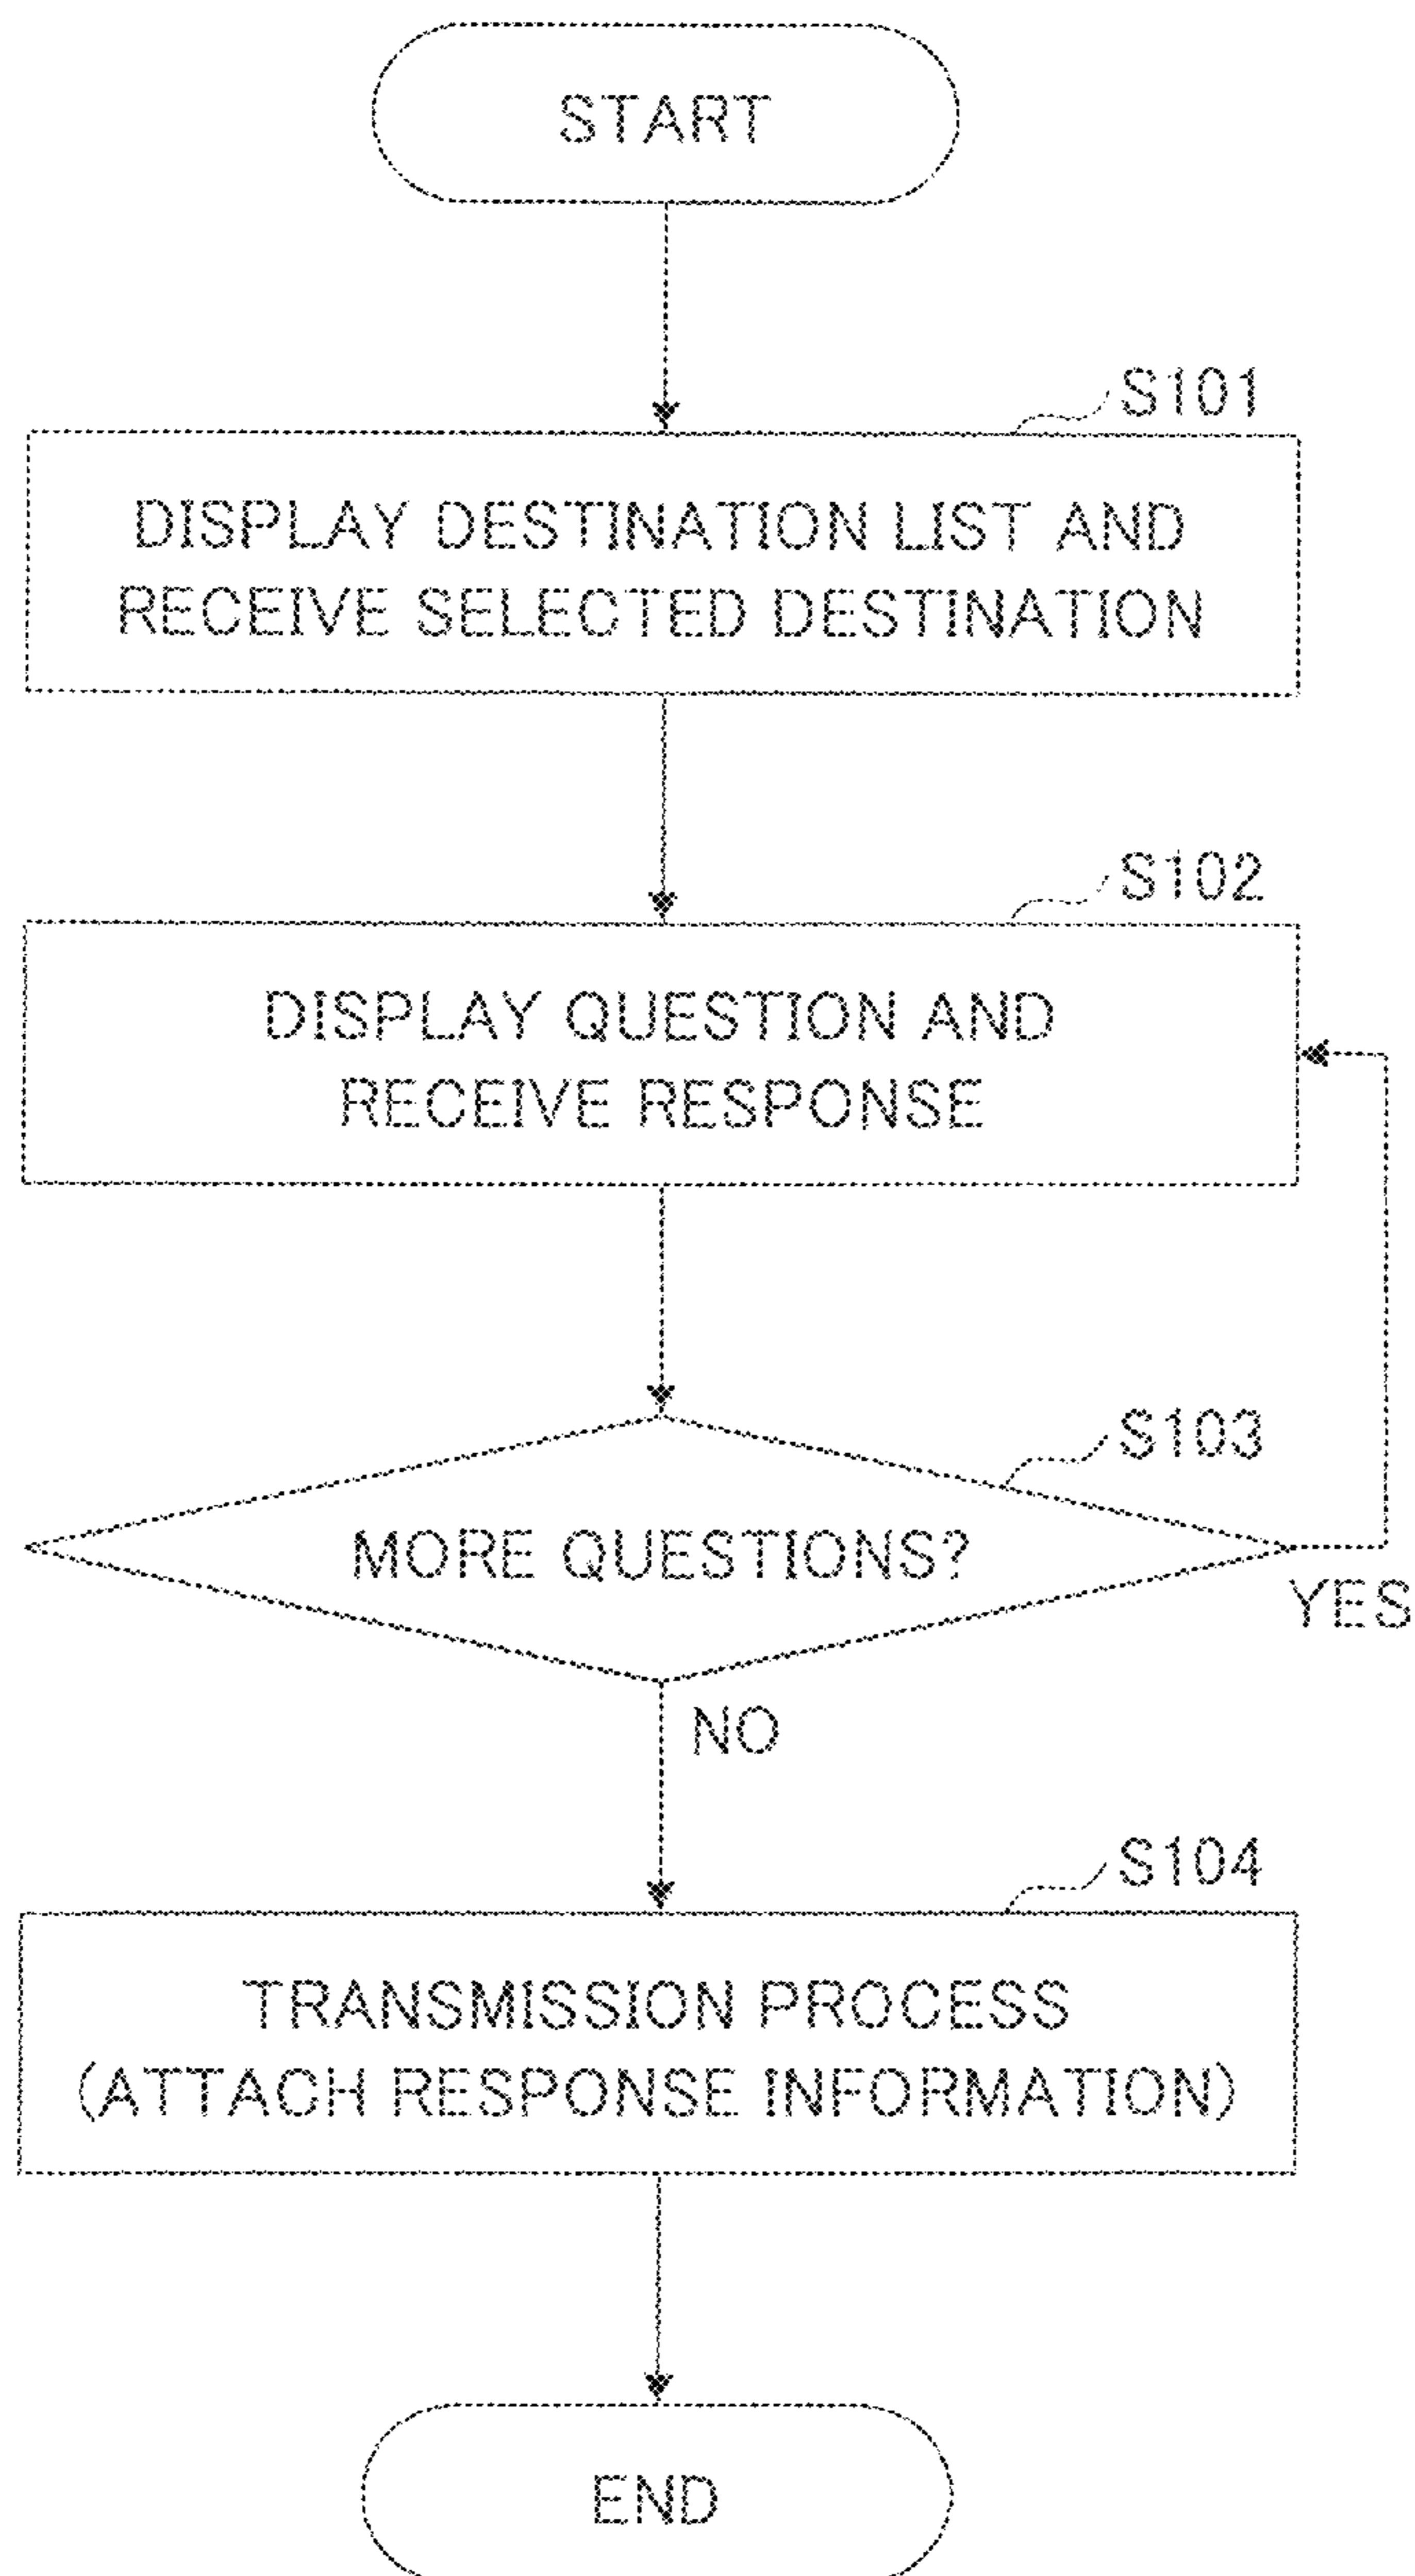 START
S101
DISPLAY DESTINATION LIST AND
RECEIVE SELECTED DESTINATION
S102
DISPLAY QUESTION AND
RECEIVE RESPONSE
S103
MORE QUESTIONS?
YES
NO
S104
TRANSMISSION PROCESS
(ATTACH RESPONSE INFORMATION)
END